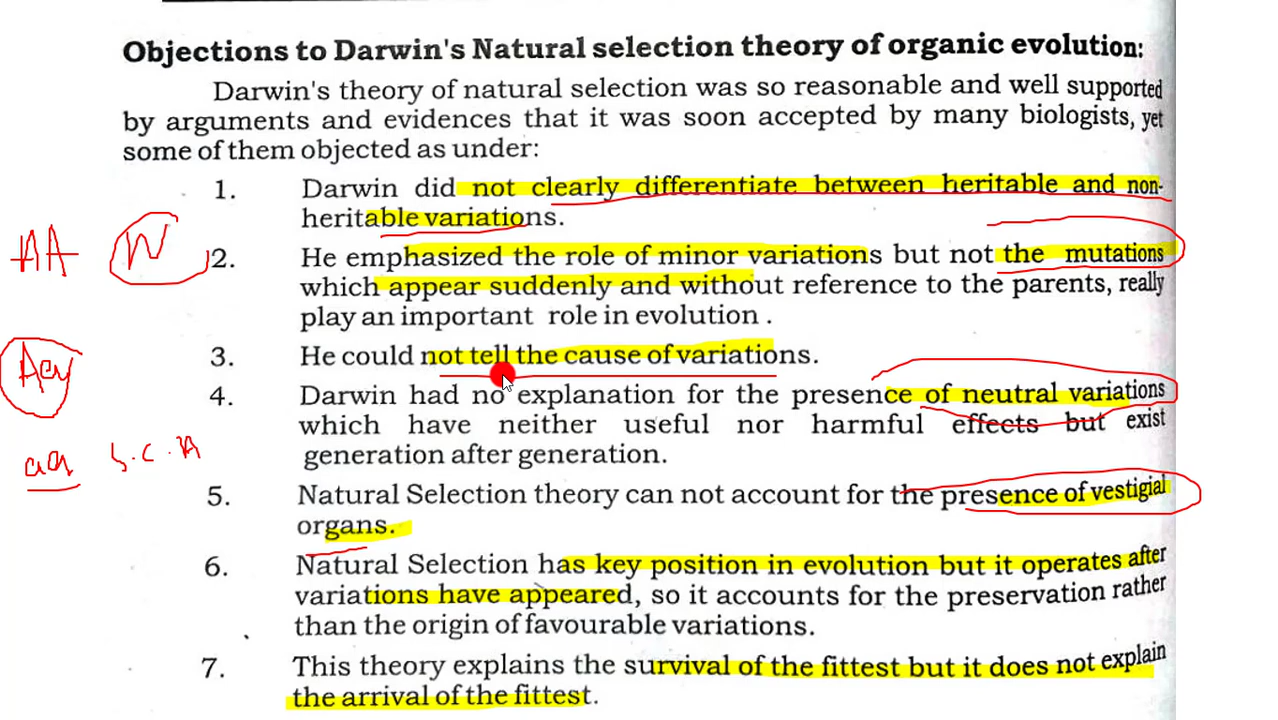 Objections to Darwin's Natural selection theory of organic evolution:
Darwin's theory of natural selection was so reasonable and well supported
by arguments and evidences that it was soon accepted by many biologists, yet
some of them objected as under:
1. Darwin did not clearly differentiate between heritable and non-
heritable variations.
AA N 2. He emphasized the role of minor variations but not the mutations
which appear suddenly and without reference to the parents, really
play an important role in evolution .
3. He could not tell the cause of variations.
4. Darwin had no explanation for the presence of neutral variations
which have neither useful nor harmful effects but exist
generation after generation.
aa S.C.A
5. Natural Selection theory can not account for the presence of vestigial
organs.
6. Natural Selection has key position in evolution but it operates after
variations have appeared, so it accounts for the preservation rather
than the origin of favourable variations.
7. This theory explains the survival of the fittest but it does not explain
the arrival of the fittest.